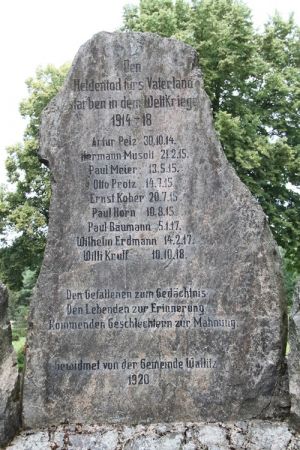 Den
Heldentod fürs Vaterland
starben in dem Weltkriege
1914-18
Artur Pelz 30.10.14.
Hermann Musoll 21.2.15.
Paul Meier 13.5.15.
Otto Protz 14.7.15.
Ernst Kober 20.7.15.
Paul Horn 19.8.15.
Paul Baumann 5.1.17.
Wilhelm Erdmann 14.2.17.
Willi Krull 10.10.18.
Den Gefallenen zum Gedächtnis
Den Lebenden zur Erinnerung
Kommenden Geschlechtern zur Mahnung
Gewidmet von der Gemeinde Wallitz
1920